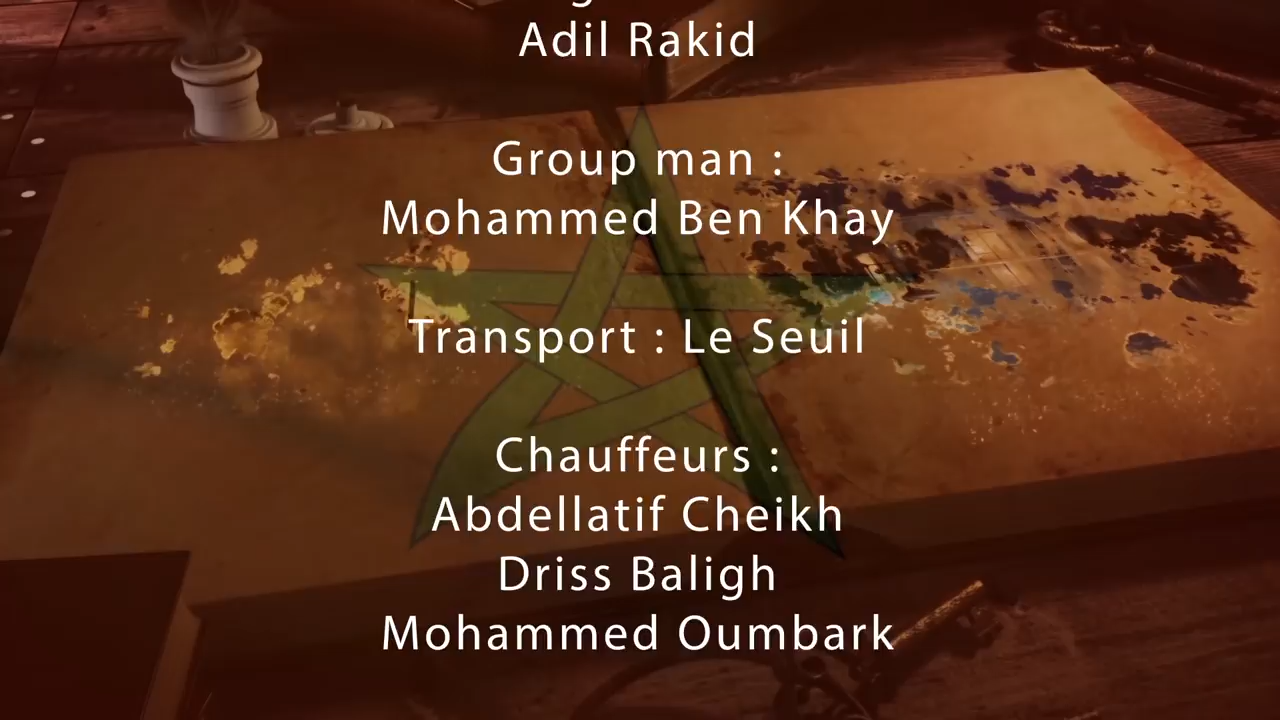 Adil Rakid
Group man :
Mohammed Ben Khay
Transport : Le Seuil
Chauffeurs :
Abdellatif Cheikh
Driss Baligh
Mohammed Oumbark